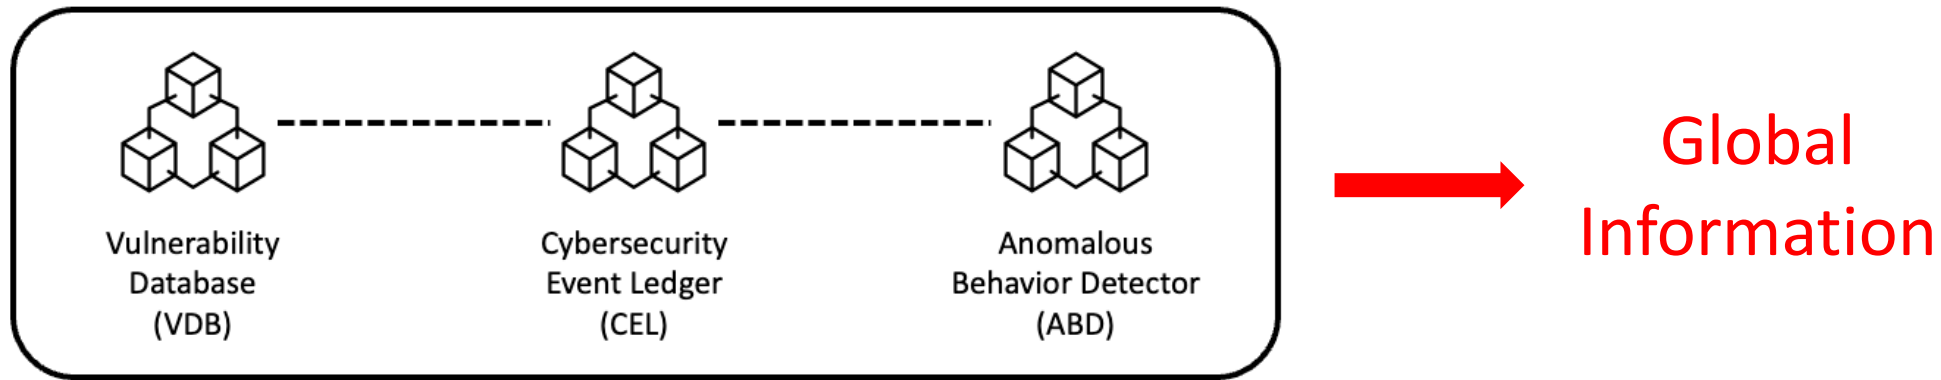 Vulnerability
Database
(VDB)
Cybersecurity
Event Ledger
(CEL)
Anomalous
Behavior Detector
(ABD)
Global
Information